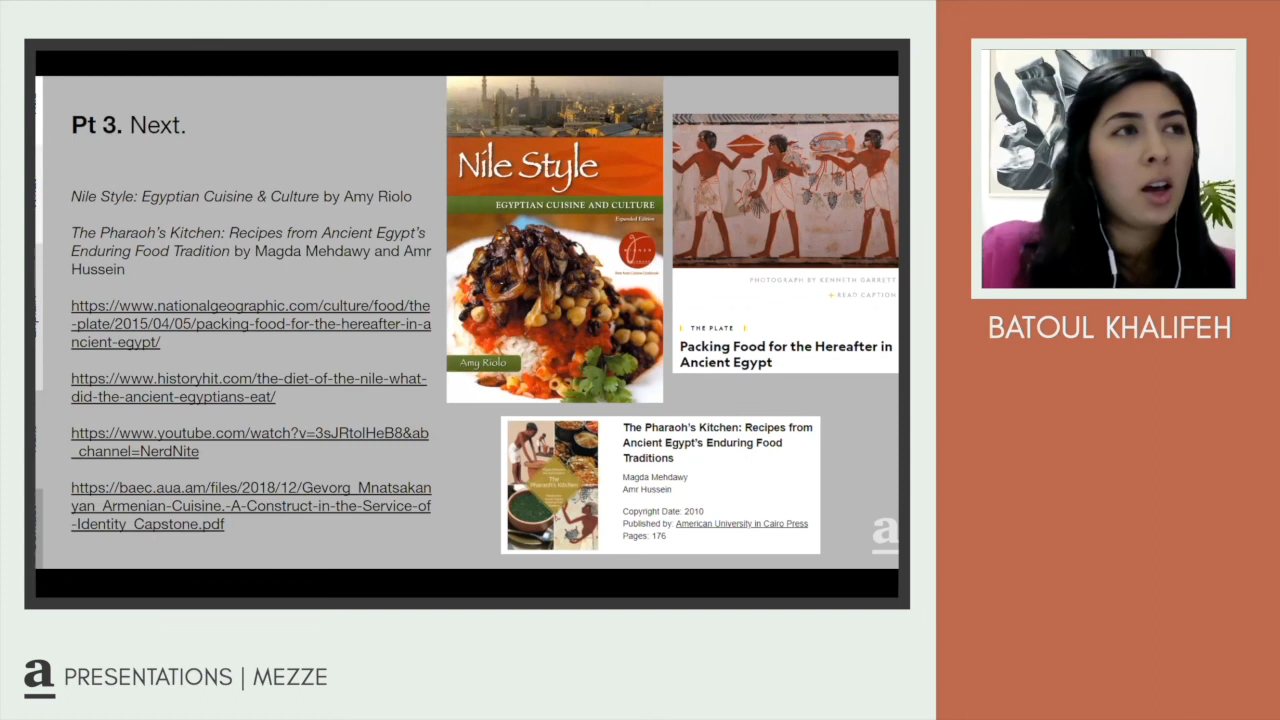 Pt 3. Next.
Nile Style: Egyptian Cuisine & Culture by Amy Riolo
The Pharaoh's Kitchen: Recipes from Ancient Egypt's
Enduring Food Tradition by Magda Mehdawy and Amr
Hussein
https://www.nationalgeographic.com/culture/food/the
-plate/2015/04/05/packing-food-for-the-hereafter-in-a
ncient-egypt/
https://www.historyhit.com/the-diet-of-the-nile-what-
did-the-ancient-egyptians-eat/
https://www.youtube.com/watch?v=3sJRtolHeB8&ab
_channel=NerdNite
https://baec.aua.am/files/2018/12/Gevorg_Mnatsakan
yan_Armenian-Cuisine.-A-Construct-in-the-Service-of
-Identity_Capstone.pdf
Nile Style
EGYPTIAN CUISINE AND CULTURE
Expanded Edition
Amy Riolo
PHOTOGRAPH BY KENNETH GARRETT
+ READ CAPTION
THE PLATE
Packing Food for the Hereafter in
Ancient Egypt
The Pharaoh's Kitchen
The Pharaoh's Kitchen: Recipes from
Ancient Egypt's Enduring Food
Traditions
Magda Mehdawy
Amr Hussein
Copyright Date: 2010
Published by: American University in Cairo Press
Pages: 176
a
BATOUL KHALIFEH
a PRESENTATIONS | MEZZE